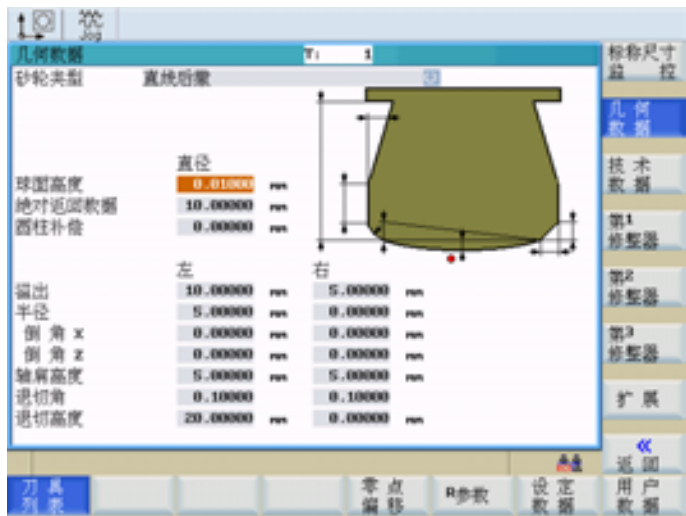 Jog
几何数据 T: 1
砂轮类型 直线后撤
直径
球面高度 0.01000 mm
绝对返回数据 10.00000 mm
圆柱补偿 0.00000 mm
左 右
溢出 10.00000 mm 5.00000 mm
半径 5.00000 mm 0.00000 mm
倒角 x 0.00000 mm 0.00000 mm
倒角 z 0.00000 mm 0.00000 mm
轴肩高度 5.00000 mm 5.00000 mm
退切角 0.10000 0.10000
退切高度 20.00000 mm 0.00000 mm
标称尺寸
监 控
几 何
数 据
技 术
数 据
第1
修整器
第2
修整器
第3
修整器
扩 展
«
返 回
刀 具
列 表
零 点
偏 移
R参数
设 定
数 据
用 户
数 据